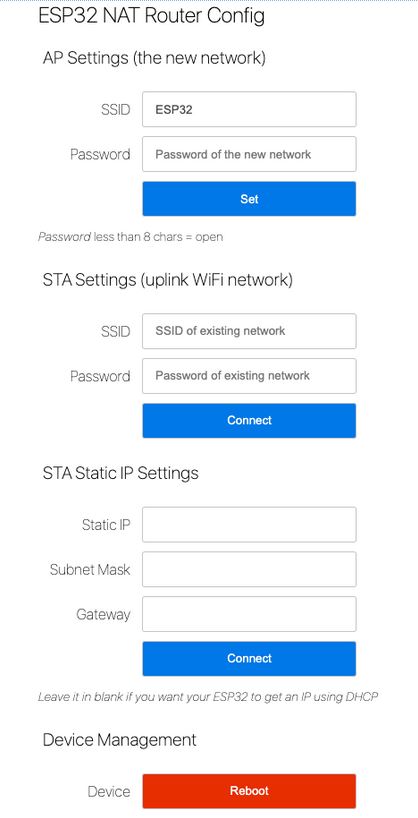 ESP32 NAT Router Config
AP Settings (the new network)
SSID ESP32
Password Password of the new network
Set
Password less than 8 chars = open
STA Settings (uplink WiFi network)
SSID SSID of existing network
Password Password of existing network
Connect
STA Static IP Settings
Static IP
Subnet Mask
Gateway
Connect
Leave it in blank if you want your ESP32 to get an IP using DHCP
Device Management
Device Reboot